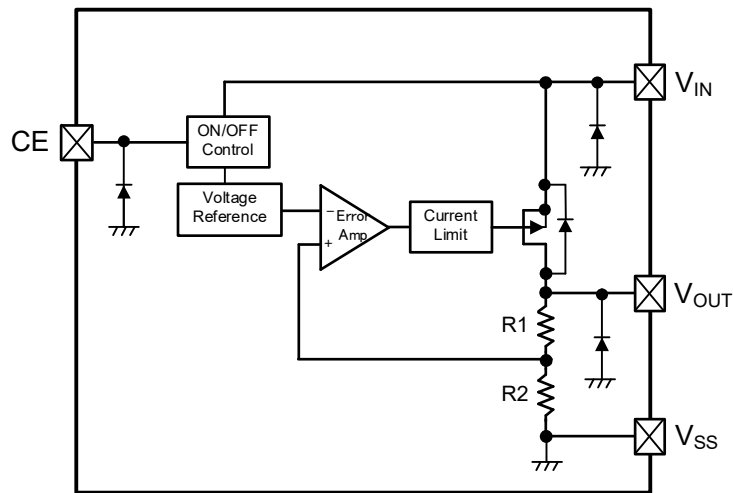 V_IN
CE
ON/OFF
Control
Voltage
Reference
−
Error
Amp
+
Current
Limit
V_OUT
R1
R2
V_SS